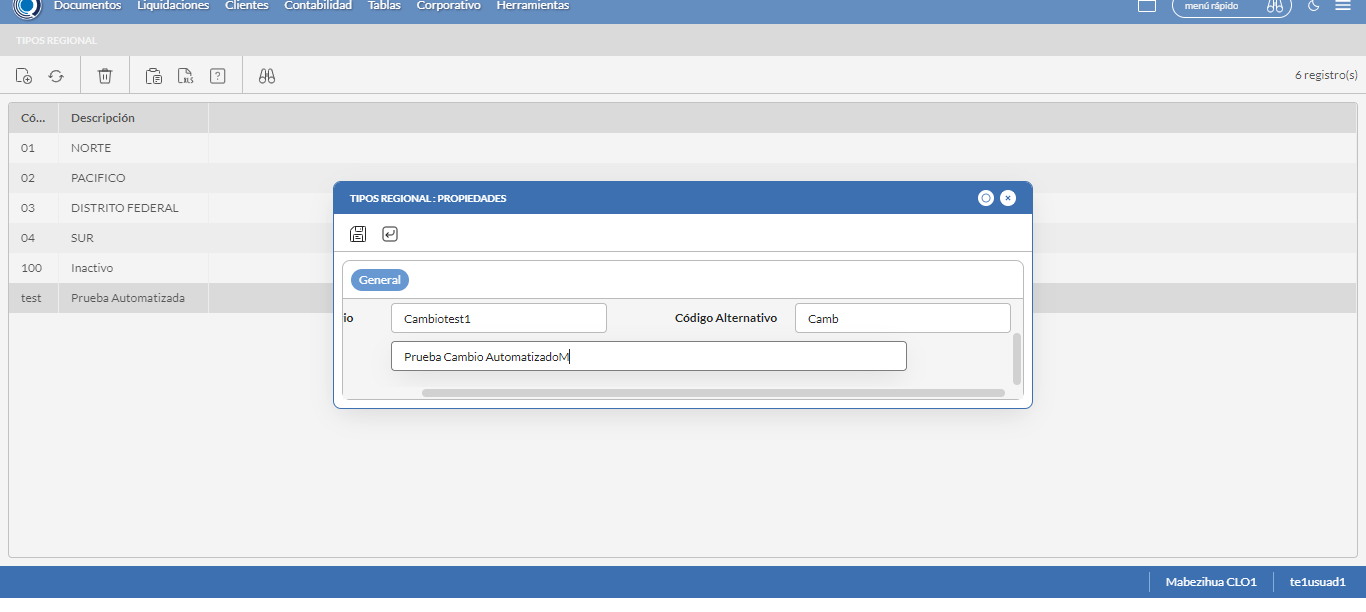 Documentos Liquidaciones Clientes Contabilidad Tablas Corporativo Herramientas menú rápido
TIPOS REGIONAL
XLS ? 6 registro(s)
Có... Descripción
01 NORTE
02 PACIFICO
03 DISTRITO FEDERAL
04 SUR
100 Inactivo
test Prueba Automatizada
TIPOS REGIONAL : PROPIEDADES
General
io Cambiotest1 Código Alternativo Camb
Prueba Cambio AutomatizadoM
Mabezihua CLO1 te1usuad1